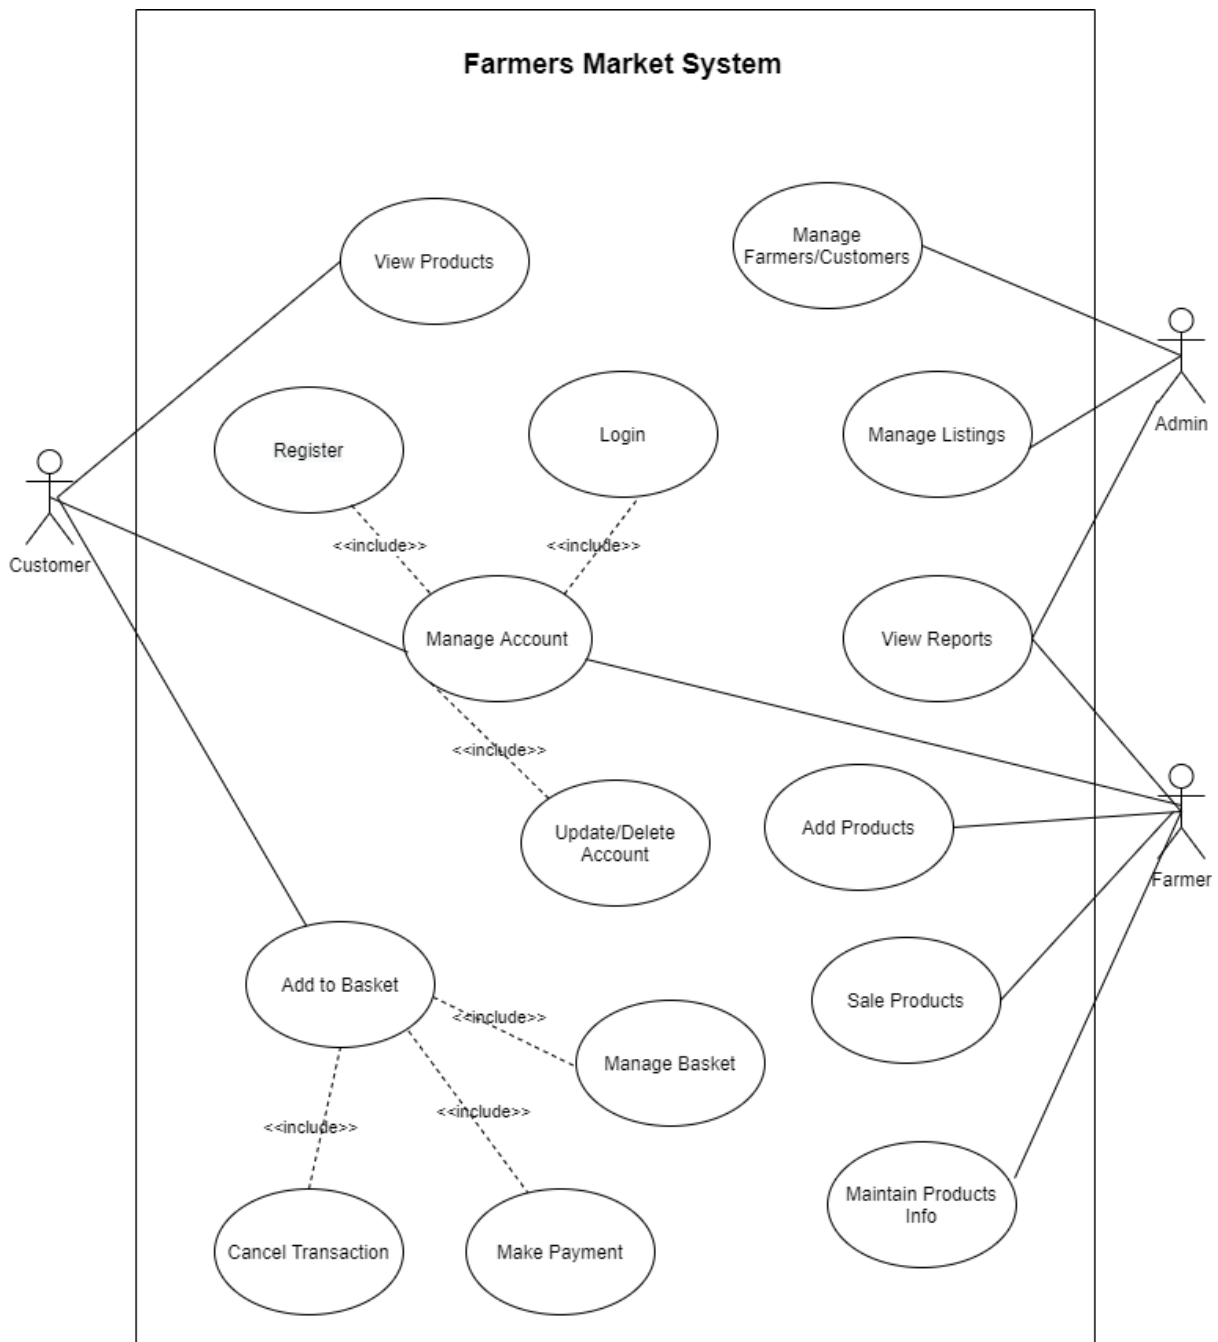 Farmers Market System
View Products
Manage
Farmers/Customers
Register
Login
Manage Listings
Admin
Customer
<<include>>
<<include>>
Manage Account
View Reports
<<include>>
Update/Delete
Account
Add Products
Farmer
Add to Basket
Sale Products
<<include>>
Manage Basket
<<include>>
<<include>>
Maintain Products
Info
Cancel Transaction
Make Payment